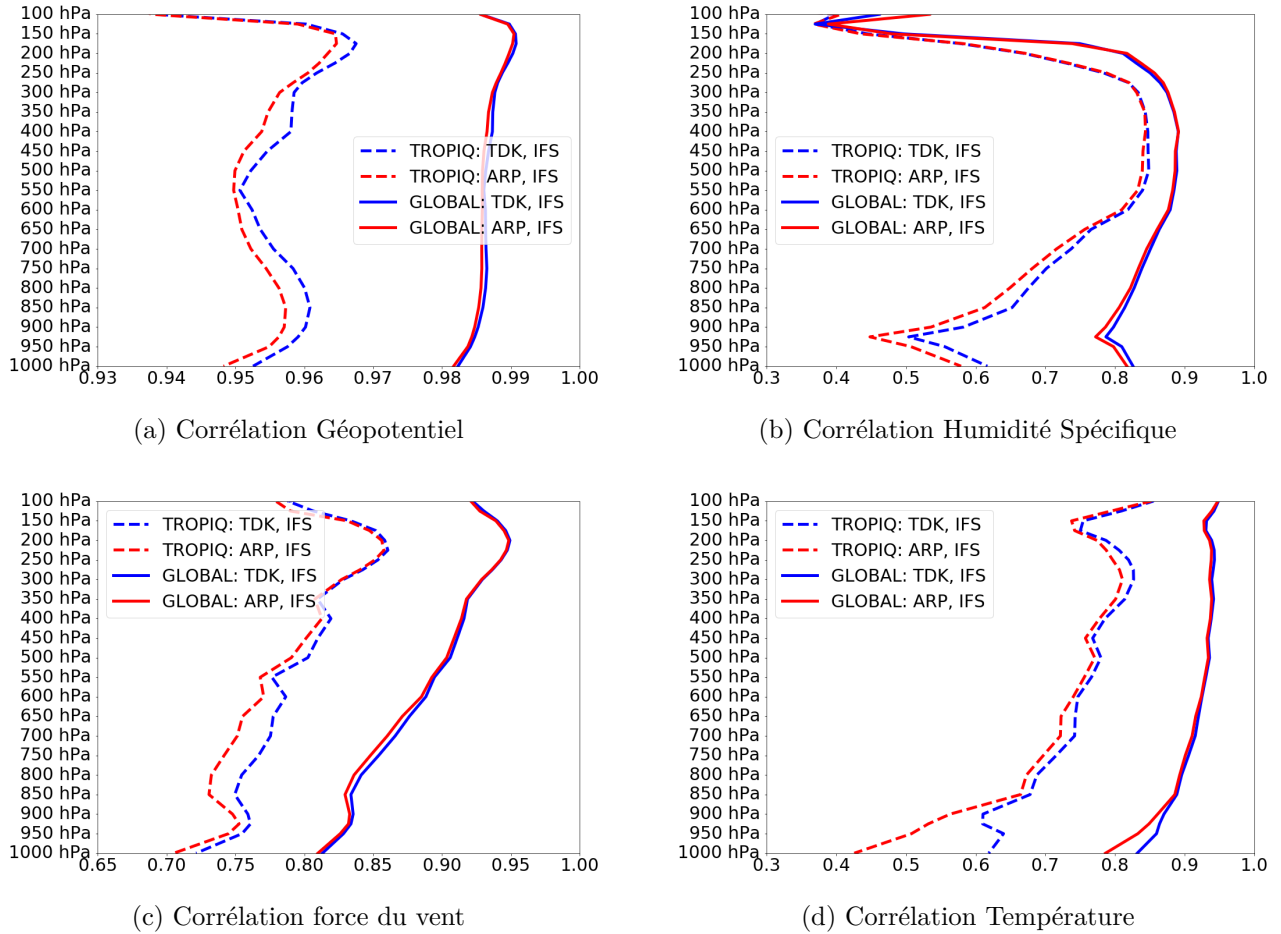 100 hPa
150 hPa
200 hPa
250 hPa
300 hPa
350 hPa
400 hPa
450 hPa
500 hPa
550 hPa
600 hPa
650 hPa
700 hPa
750 hPa
800 hPa
850 hPa
900 hPa
950 hPa
1000 hPa
0.93 0.94 0.95 0.96 0.97 0.98 0.99 1.00
TROPIQ: TDK, IFS
TROPIQ: ARP, IFS
GLOBAL: TDK, IFS
GLOBAL: ARP, IFS
(a) Corrélation Géopotentiel
100 hPa
150 hPa
200 hPa
250 hPa
300 hPa
350 hPa
400 hPa
450 hPa
500 hPa
550 hPa
600 hPa
650 hPa
700 hPa
750 hPa
800 hPa
850 hPa
900 hPa
950 hPa
1000 hPa
0.3 0.4 0.5 0.6 0.7 0.8 0.9 1.0
TROPIQ: TDK, IFS
TROPIQ: ARP, IFS
GLOBAL: TDK, IFS
GLOBAL: ARP, IFS
(b) Corrélation Humidité Spécifique
100 hPa
150 hPa
200 hPa
250 hPa
300 hPa
350 hPa
400 hPa
450 hPa
500 hPa
550 hPa
600 hPa
650 hPa
700 hPa
750 hPa
800 hPa
850 hPa
900 hPa
950 hPa
1000 hPa
0.65 0.70 0.75 0.80 0.85 0.90 0.95 1.00
TROPIQ: TDK, IFS
TROPIQ: ARP, IFS
GLOBAL: TDK, IFS
GLOBAL: ARP, IFS
(c) Corrélation force du vent
100 hPa
150 hPa
200 hPa
250 hPa
300 hPa
350 hPa
400 hPa
450 hPa
500 hPa
550 hPa
600 hPa
650 hPa
700 hPa
750 hPa
800 hPa
850 hPa
900 hPa
950 hPa
1000 hPa
0.3 0.4 0.5 0.6 0.7 0.8 0.9 1.0
TROPIQ: TDK, IFS
TROPIQ: ARP, IFS
GLOBAL: TDK, IFS
GLOBAL: ARP, IFS
(d) Corrélation Température